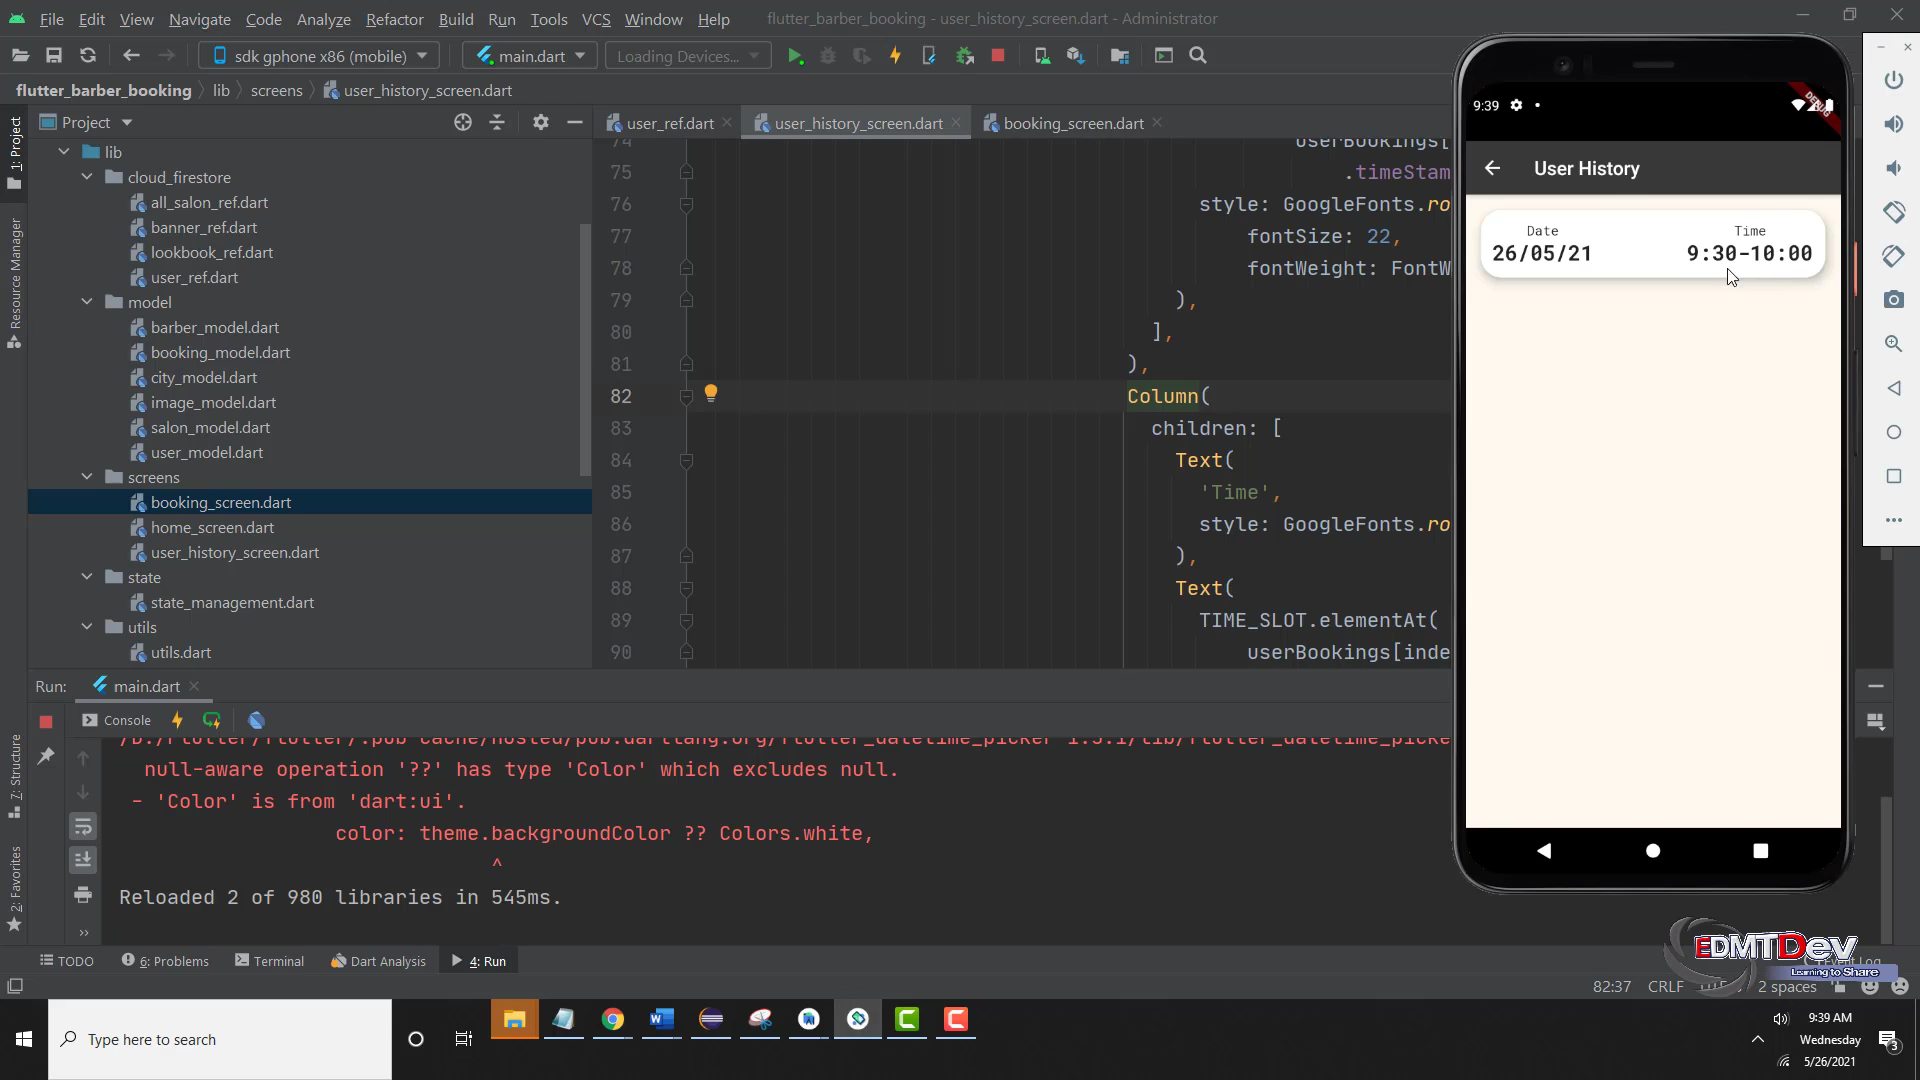 File Edit View Navigate Code Analyze Refactor Build Run Tools VCS Window Help flutter_barber_booking - user_history_screen.dart - Administrator
sdk gphone x86 (mobile) main.dart Loading Devices...
flutter_barber_booking lib screens user_history_screen.dart
1: Project
Resource Manager
7: Structure
2: Favorites
Project
lib
cloud_firestore
all_salon_ref.dart
banner_ref.dart
lookbook_ref.dart
user_ref.dart
model
barber_model.dart
booking_model.dart
city_model.dart
image_model.dart
salon_model.dart
user_model.dart
screens
booking_screen.dart
home_screen.dart
user_history_screen.dart
state
state_management.dart
utils
utils.dart
user_ref.dart user_history_screen.dart booking_screen.dart
74 userBookings[
75 .timeStam
76 style: GoogleFonts.ro
77 fontSize: 22,
78 fontWeight: FontW
79 ),
80 ],
81 ),
82 Column(
83 children: [
84 Text(
85 'Time',
86 style: GoogleFonts.ro
87 ),
88 Text(
89 TIME_SLOT.elementAt(
90 userBookings[inde
9:39
DEBUG
User History
Date Time
26/05/21 9:30-10:00
Run: main.dart
Console
/D:/Flutter/flutter/.pub-cache/hosted/pub.dartlang.org/flutter_datetime_picker-1.5.1/lib/flutter_datetime_picke
null-aware operation '??' has type 'Color' which excludes null.
- 'Color' is from 'dart:ui'.
color: theme.backgroundColor ?? Colors.white,
^
Reloaded 2 of 980 libraries in 545ms.
TODO 6: Problems Terminal Dart Analysis 4: Run Event Log
EDMTDev
Learning to Share
82:37 CRLF 2 spaces
Type here to search
9:39 AM
Wednesday
5/26/2021
3